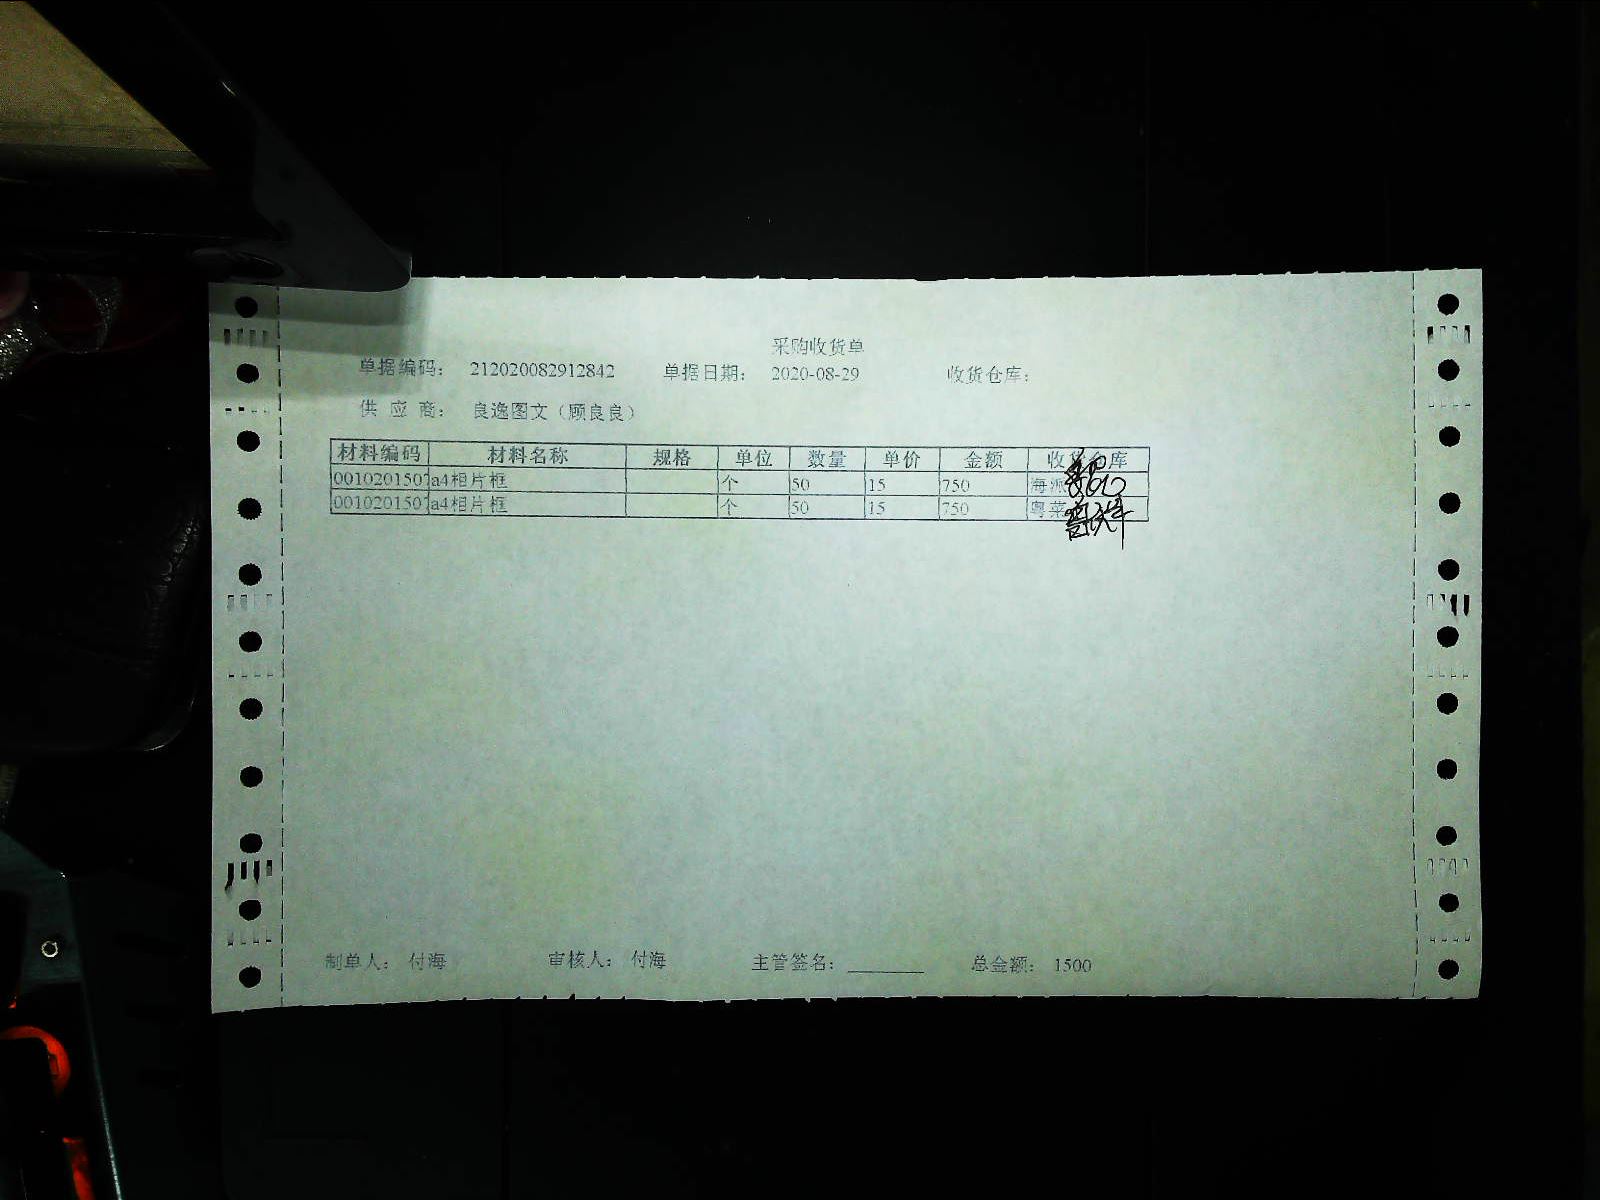 采购收货单
单据编码： 212020082912842 单据日期： 2020-08-29 收货仓库：
供 应 商： 良逸图文（顾良良）
材料编码 材料名称 规格 单位 数量 单价 金额 收货仓库
0010201507 a4相片框 个 50 15 750 海派
0010201507 a4相片框 个 50 15 750 粤菜
制单人： 付海 审核人： 付海 主管签名： 总金额： 1500